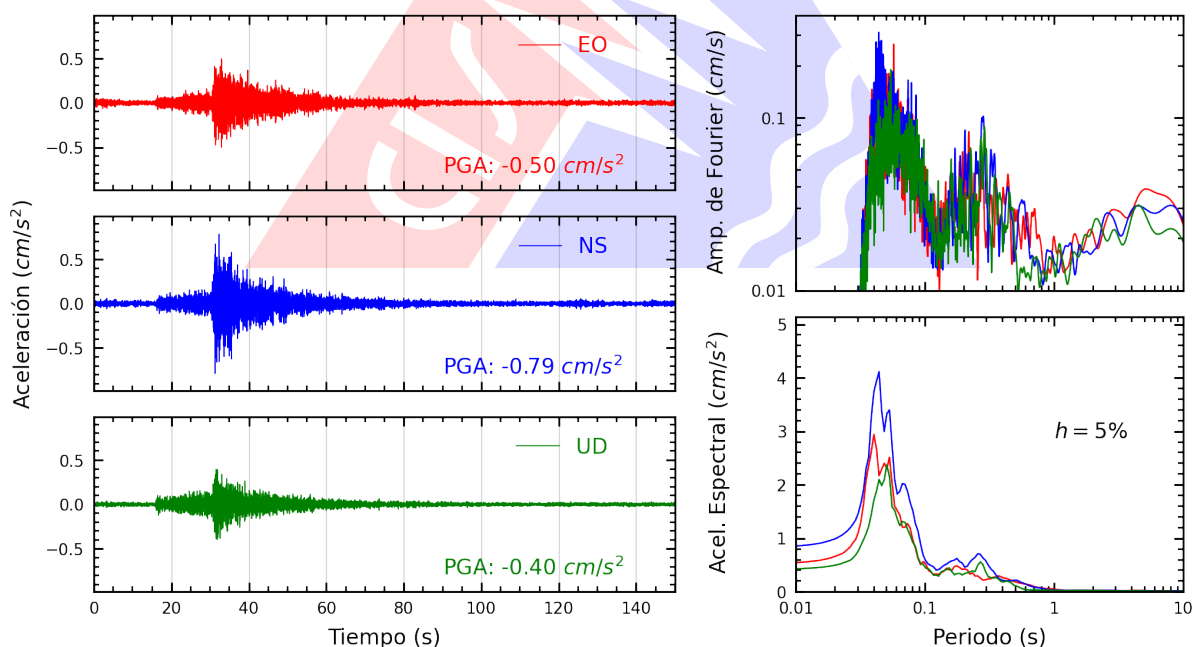 Aceleración (cm/s²)
0.5
0.0
−0.5
EO
PGA: -0.50 cm/s²
0.5
0.0
−0.5
NS
PGA: -0.79 cm/s²
0.5
0.0
−0.5
UD
PGA: -0.40 cm/s²
0 20 40 60 80 100 120 140
Tiempo (s)
Amp. de Fourier (cm/s)
0.1
0.01
Acel. Espectral (cm/s²)
5
4
3
2
1
0
h = 5%
0.01 0.1 1 10
Periodo (s)